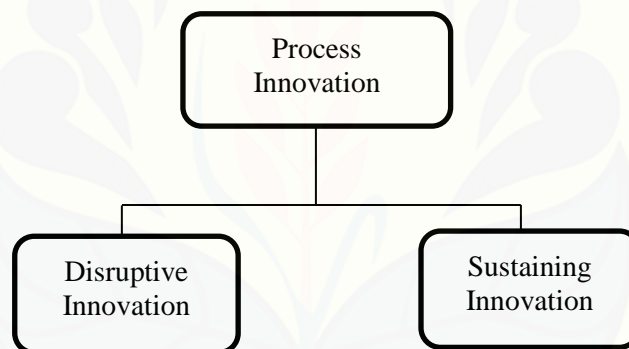 Process
Innovation
Disruptive
Innovation
Sustaining
Innovation